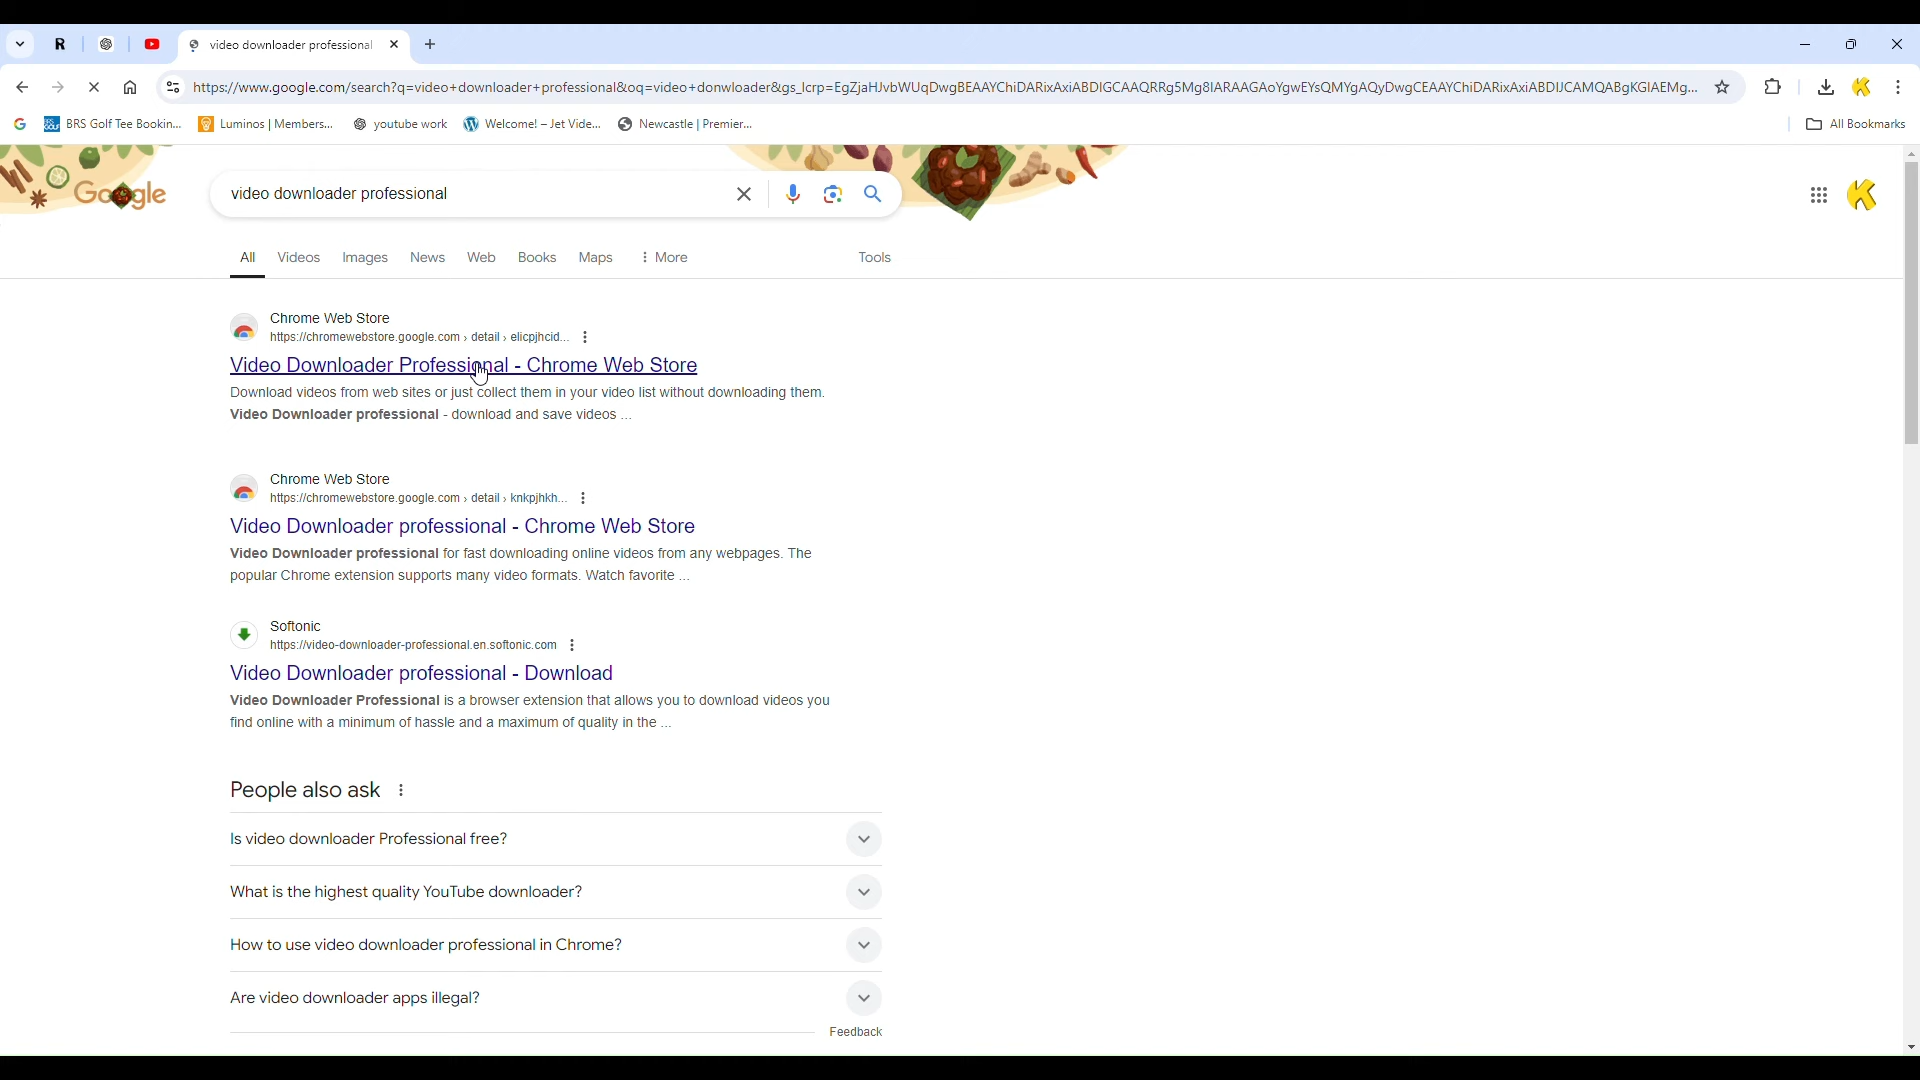 R
video downloader professional
https://www.google.com/search?q=video+downloader+professional&oq=video+donwloader&gs_lcrp=EgZjaHJvbWUqDwgBEAAYChiDARixAxiABDIGCAAQRRg5Mg8IARAAGAoYgwEYsQMYgAQyDwgCEAAYChiDARixAxiABDIJCAMQABgKGIAEMg...
BRS Golf Tee Bookin...
Luminos | Members...
youtube work
Welcome! – Jet Vide...
Newcastle | Premier...
All Bookmarks
Google
video downloader professional
All Videos Images News Web Books Maps More Tools
Chrome Web Store
https://chromewebstore.google.com › detail › elicpjhcid...
Video Downloader Professional - Chrome Web Store
Download videos from web sites or just collect them in your video list without downloading them.
Video Downloader professional - download and save videos ...
Chrome Web Store
https://chromewebstore.google.com › detail › knkpjhkh...
Video Downloader professional - Chrome Web Store
Video Downloader professional for fast downloading online videos from any webpages. The
popular Chrome extension supports many video formats. Watch favorite ...
Softonic
https://video-downloader-professional.en.softonic.com
Video Downloader professional - Download
Video Downloader Professional is a browser extension that allows you to download videos you
find online with a minimum of hassle and a maximum of quality in the ...
People also ask
Is video downloader Professional free?
What is the highest quality YouTube downloader?
How to use video downloader professional in Chrome?
Are video downloader apps illegal?
Feedback